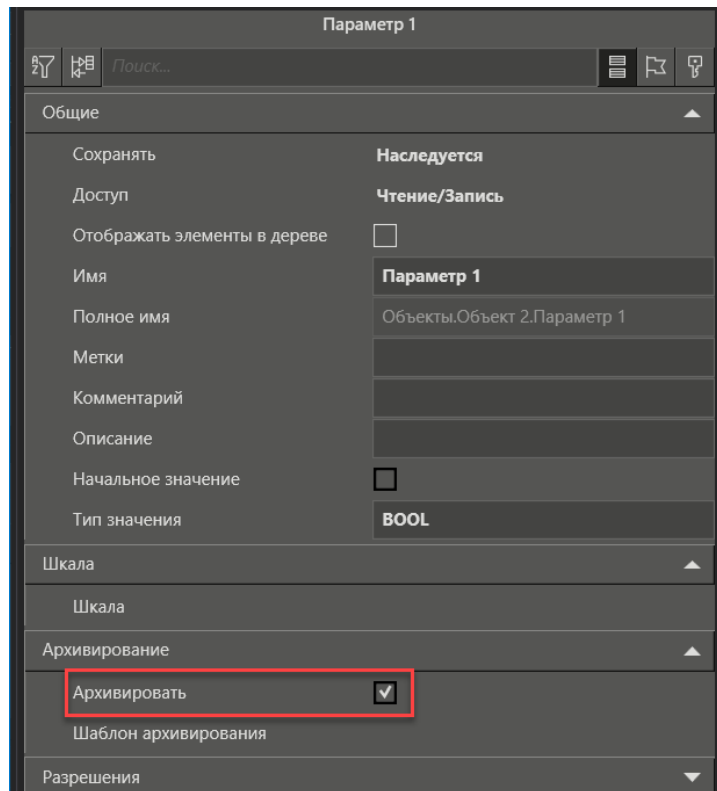 Параметр 1
Поиск...
Общие
Сохранять Наследуется
Доступ Чтение/Запись
Отображать элементы в дереве
Имя Параметр 1
Полное имя Объекты.Объект 2.Параметр 1
Метки
Комментарий
Описание
Начальное значение
Тип значения BOOL
Шкала
Шкала
Архивирование
Архивировать
Шаблон архивирования
Разрешения